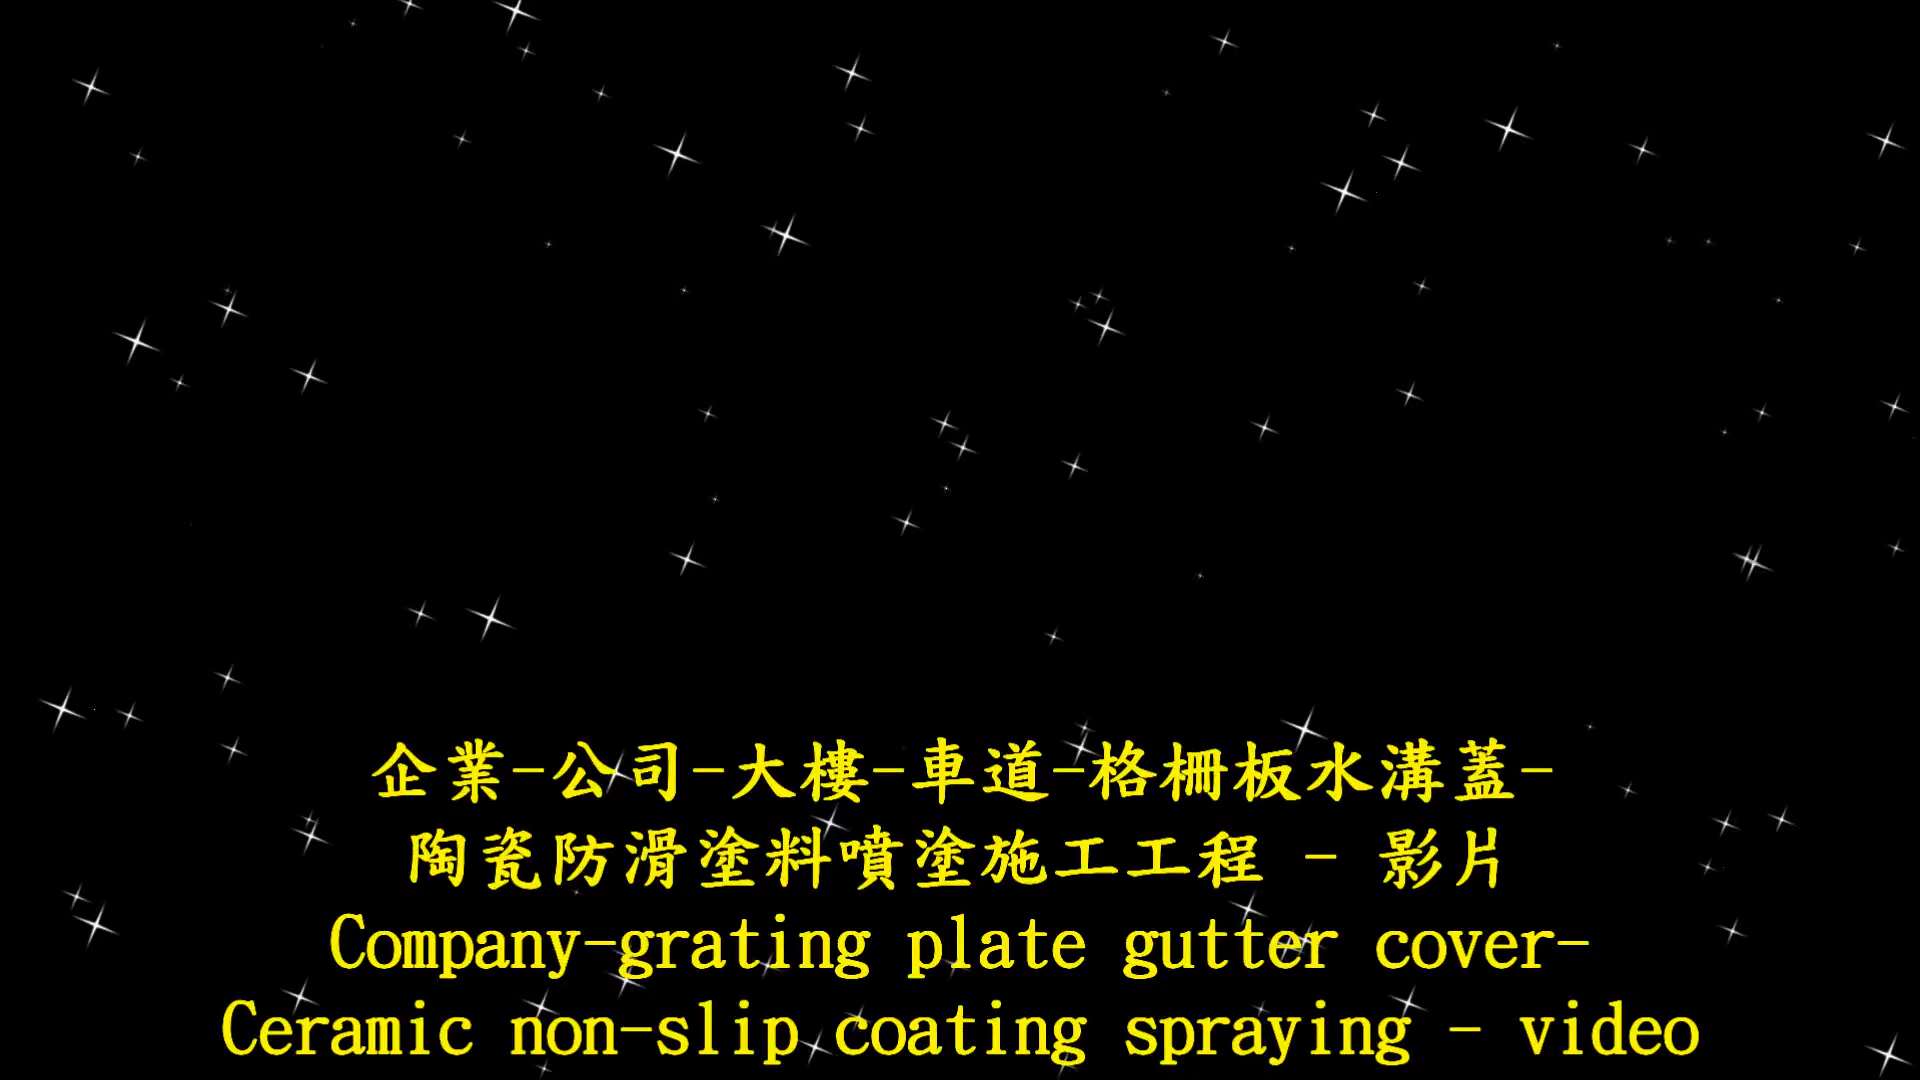 企業-公司-大樓-車道-格柵板水溝蓋-
陶瓷防滑塗料噴塗施工工程 - 影片
Company-grating plate gutter cover-
Ceramic non-slip coating spraying - video